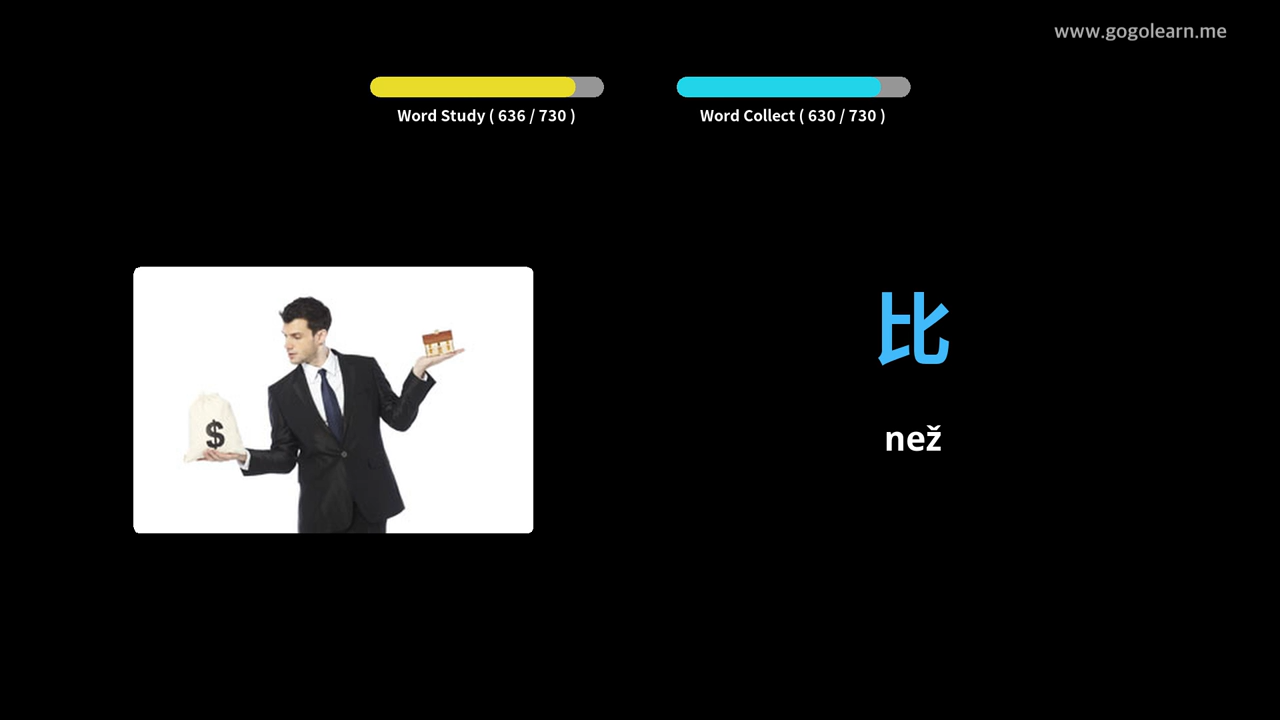 www.gogolearn.me
Word Study ( 636 / 730 )
Word Collect ( 630 / 730 )
$
比
než